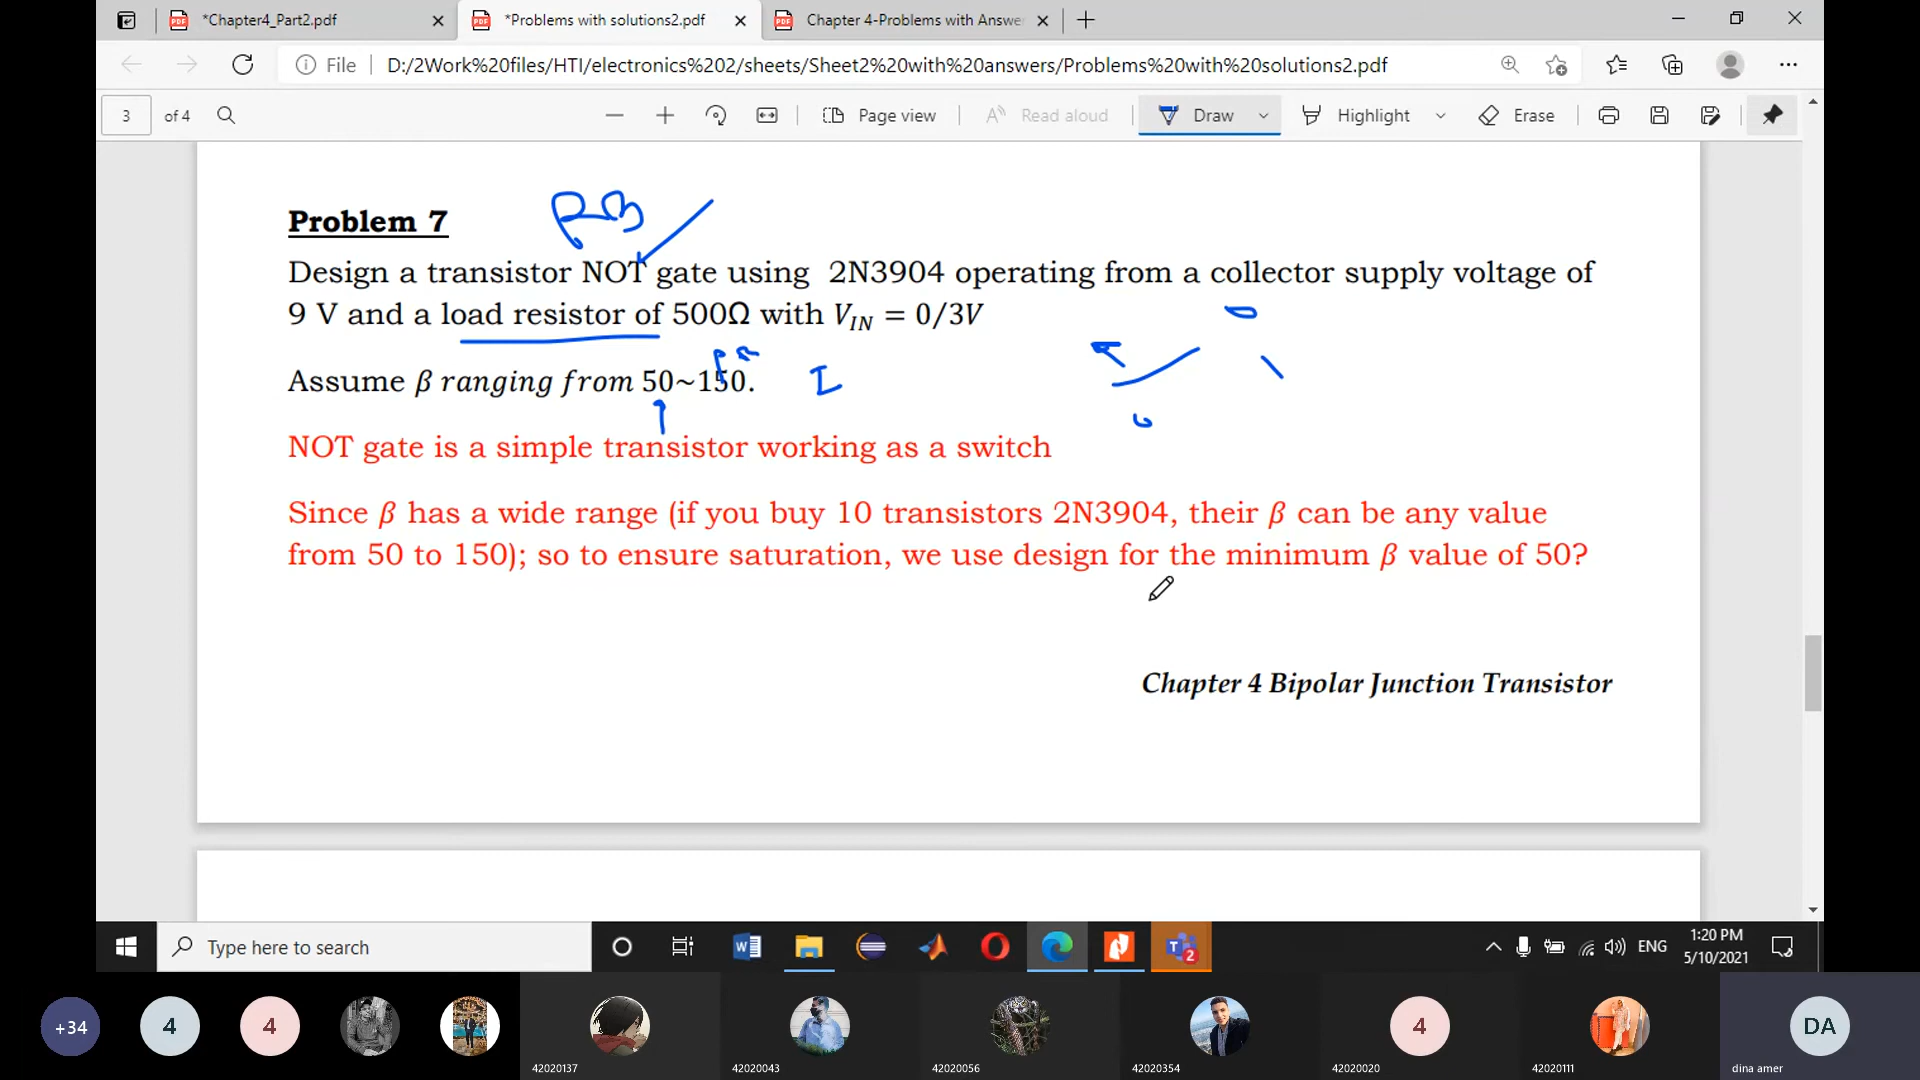 *Chapter4_Part2.pdf
*Problems with solutions2.pdf
Chapter 4-Problems with Answe
File
D:/2Work%20files/HTI/electronics%202/sheets/Sheet2%20with%20answers/Problems%20with%20solutions2.pdf
3 of 4
Page view
Read aloud
Draw
Highlight
Erase
RB
Problem 7
Design a transistor NOT gate using 2N3904 operating from a collector supply voltage of
9 V and a load resistor of 500Ω with V_IN = 0/3V
Assume β ranging from 50~150.
I
NOT gate is a simple transistor working as a switch
Since β has a wide range (if you buy 10 transistors 2N3904, their β can be any value
from 50 to 150); so to ensure saturation, we use design for the minimum β value of 50?
Chapter 4 Bipolar Junction Transistor
Type here to search
ENG
1:20 PM
5/10/2021
2
+34
4
4
4
DA
42020137
42020043
42020056
42020354
42020020
42020111
dina amer